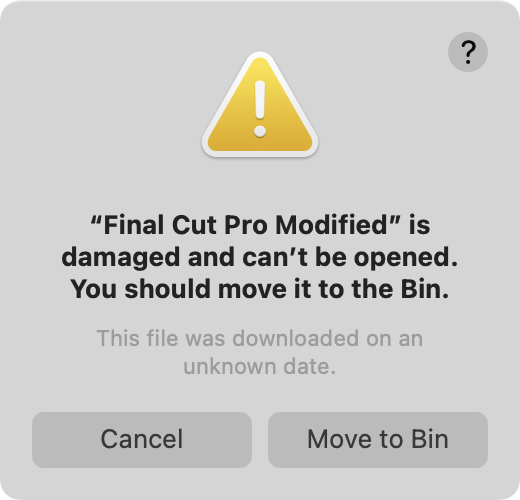 ?
“Final Cut Pro Modified” is
damaged and can’t be opened.
You should move it to the Bin.
This file was downloaded on an
unknown date.
Cancel
Move to Bin